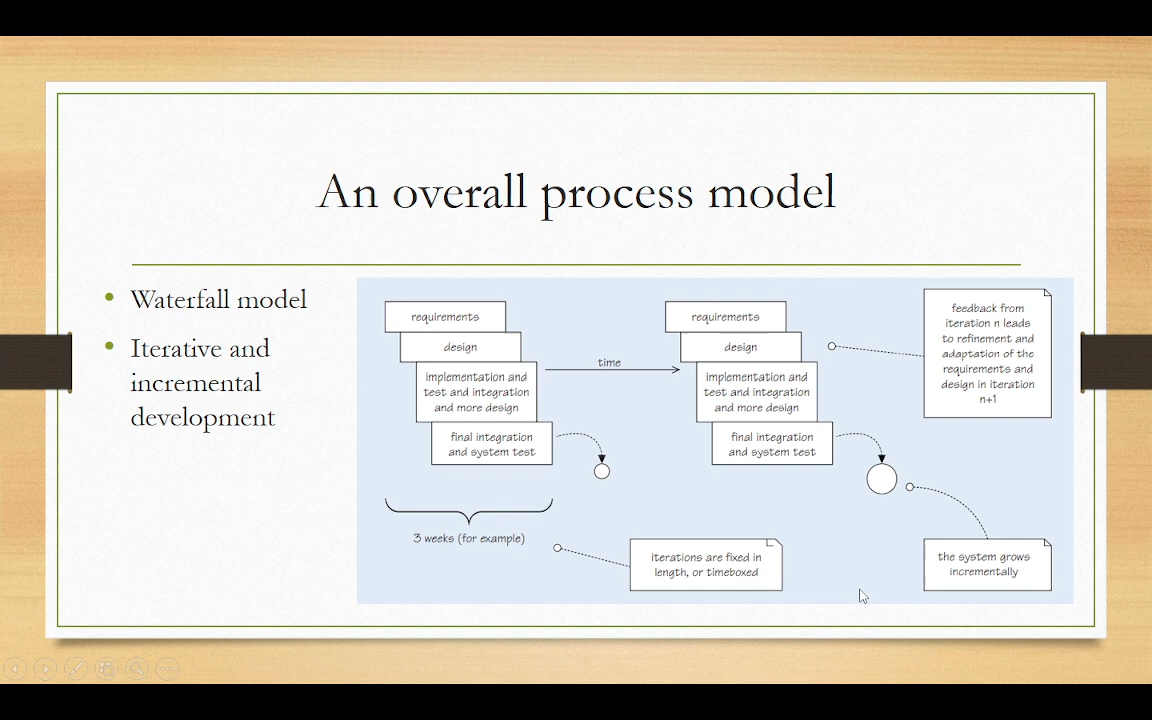 An overall process model
Waterfall model
Iterative and
incremental
development
requirements
design
implementation and
test and integration
and more design
final integration
and system test
time
requirements
design
implementation and
test and integration
and more design
final integration
and system test
feedback from
iteration n leads
to refinement and
adaptation of the
requirements and
design in iteration
n+1
3 weeks (for example)
iterations are fixed in
length, or timeboxed
the system grows
incrementally